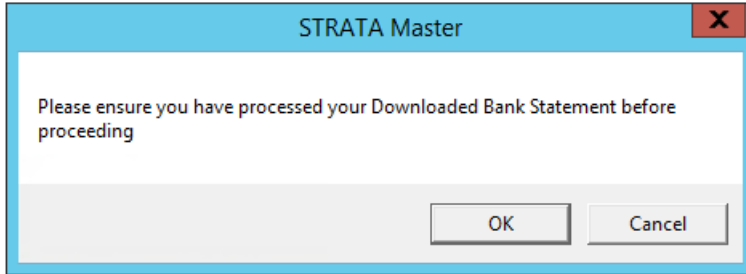 STRATA Master
X
Please ensure you have processed your Downloaded Bank Statement before
proceeding
OK
Cancel